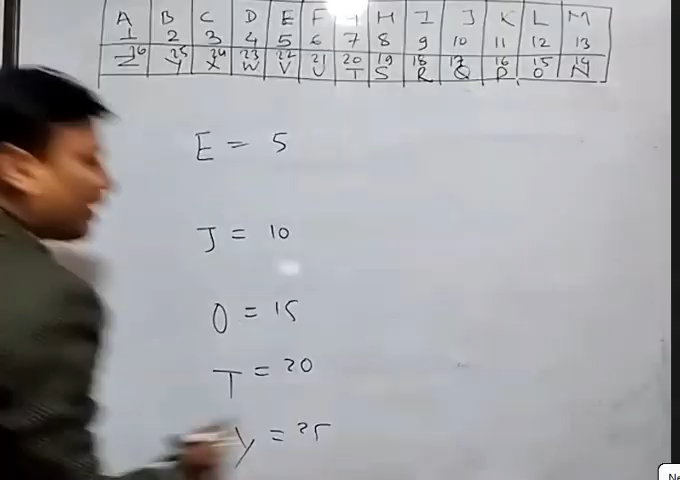 A B C D E F G H I J K L M
1 2 3 4 5 6 7 8 9 10 11 12 13
26 25 24 23 22 21 20 19 18 17 16 15 14
Z Y X W V U T S R Q P O N
E = 5
J = 10
O = 15
T = 20
Y = 25